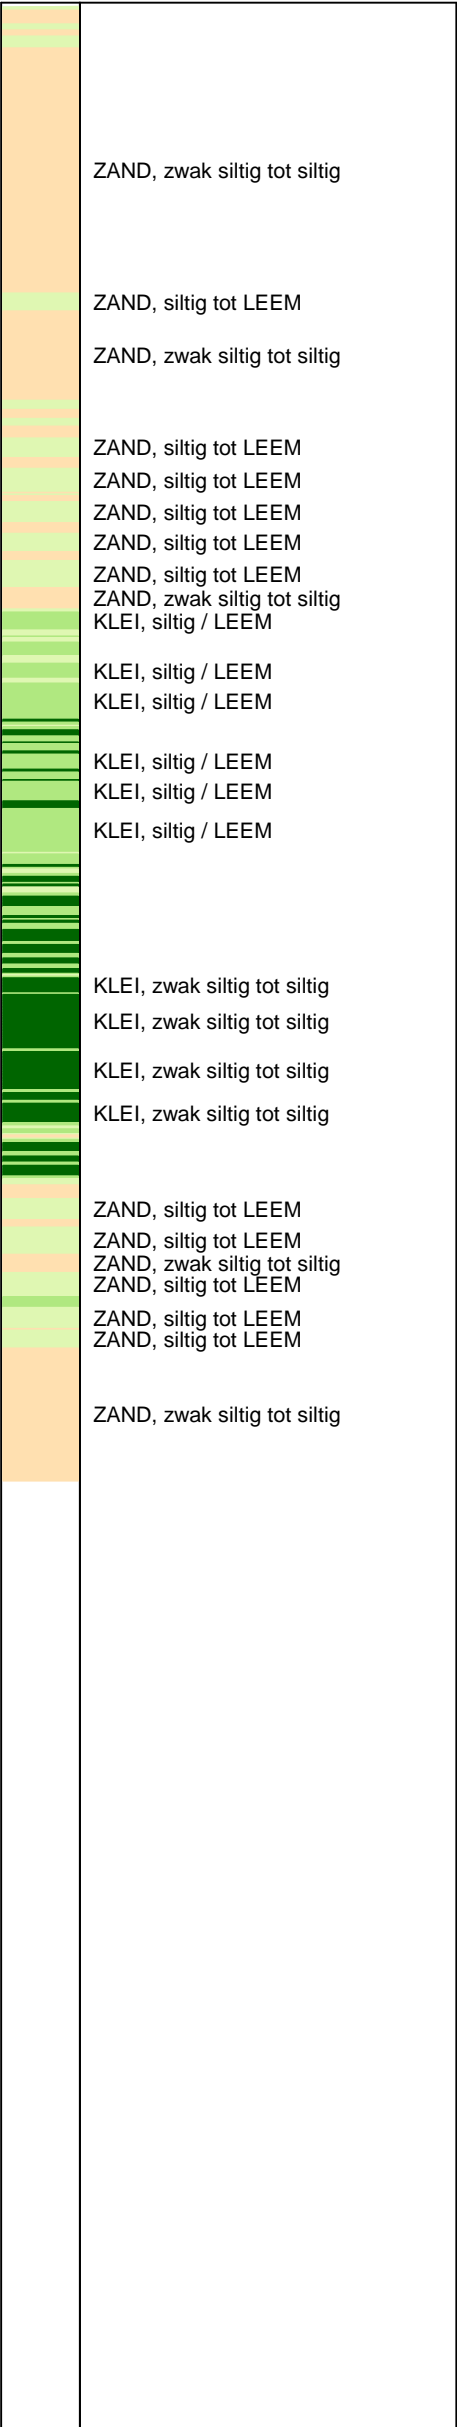 ZAND, zwak siltig tot siltig
ZAND, siltig tot LEEM
ZAND, zwak siltig tot siltig
ZAND, siltig tot LEEM
ZAND, siltig tot LEEM
ZAND, siltig tot LEEM
ZAND, siltig tot LEEM
ZAND, siltig tot LEEM
ZAND, zwak siltig tot siltig
KLEI, siltig / LEEM
KLEI, siltig / LEEM
KLEI, siltig / LEEM
KLEI, siltig / LEEM
KLEI, siltig / LEEM
KLEI, siltig / LEEM
KLEI, zwak siltig tot siltig
KLEI, zwak siltig tot siltig
KLEI, zwak siltig tot siltig
KLEI, zwak siltig tot siltig
ZAND, siltig tot LEEM
ZAND, siltig tot LEEM
ZAND, zwak siltig tot siltig
ZAND, siltig tot LEEM
ZAND, siltig tot LEEM
ZAND, siltig tot LEEM
ZAND, zwak siltig tot siltig